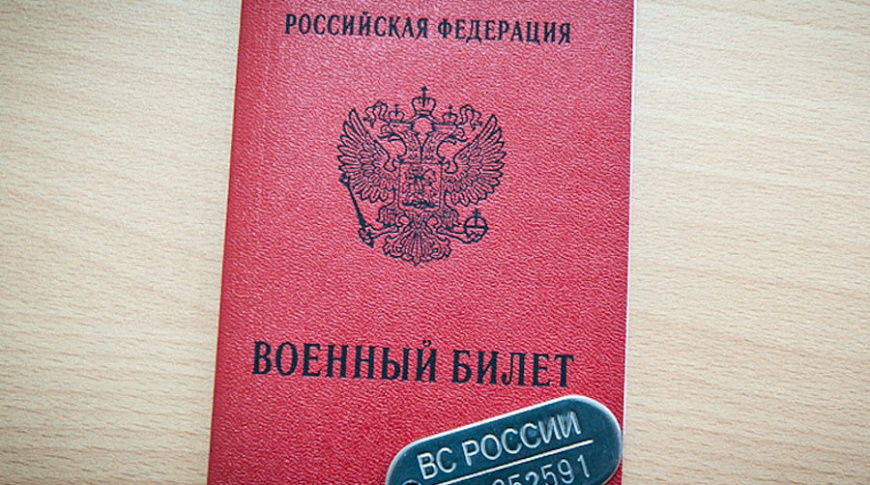 РОССИЙСКАЯ ФЕДЕРАЦИЯ
ВОЕННЫЙ БИЛЕТ
ВС РОССИИ